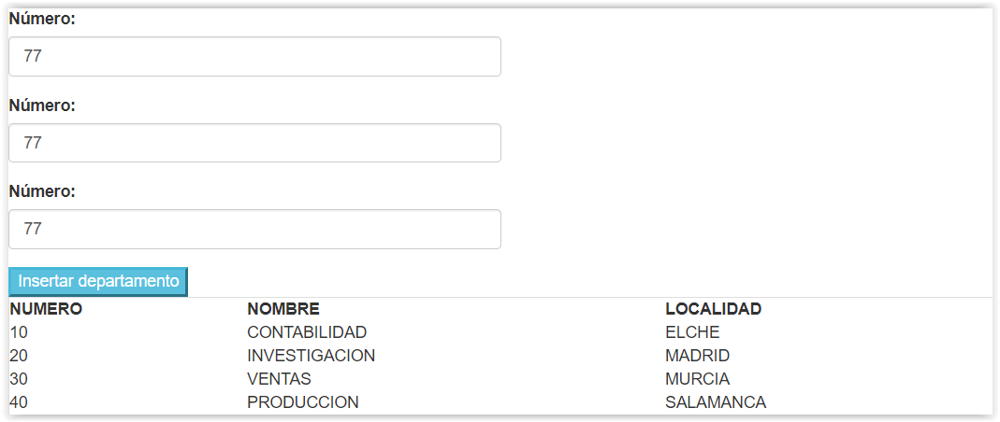 Número:
77
Número:
77
Número:
77
Insertar departamento
NUMERO NOMBRE LOCALIDAD
10 CONTABILIDAD ELCHE
20 INVESTIGACION MADRID
30 VENTAS MURCIA
40 PRODUCCION SALAMANCA